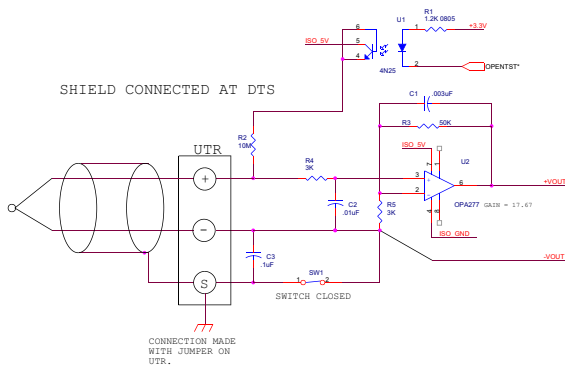 6
U1
R1
1.2K 0805
ISO_5V
5
1
+3.3V
4
4N25
2
OPENTST*
SHIELD CONNECTED AT DTS
C1
.003uF
R3
50K
ISO_5V
R2
10M
UTR
R4
3K
7
1
U2
3
+
6
+VOUT
+
2
-
OPA277
GAIN = 17.67
C2
.01uF
R5
3K
4
8
ISO_GND
-
C3
.1uF
-VOUT
SW1
1
2
S
SWITCH CLOSED
CONNECTION MADE
WITH JUMPER ON
UTR.